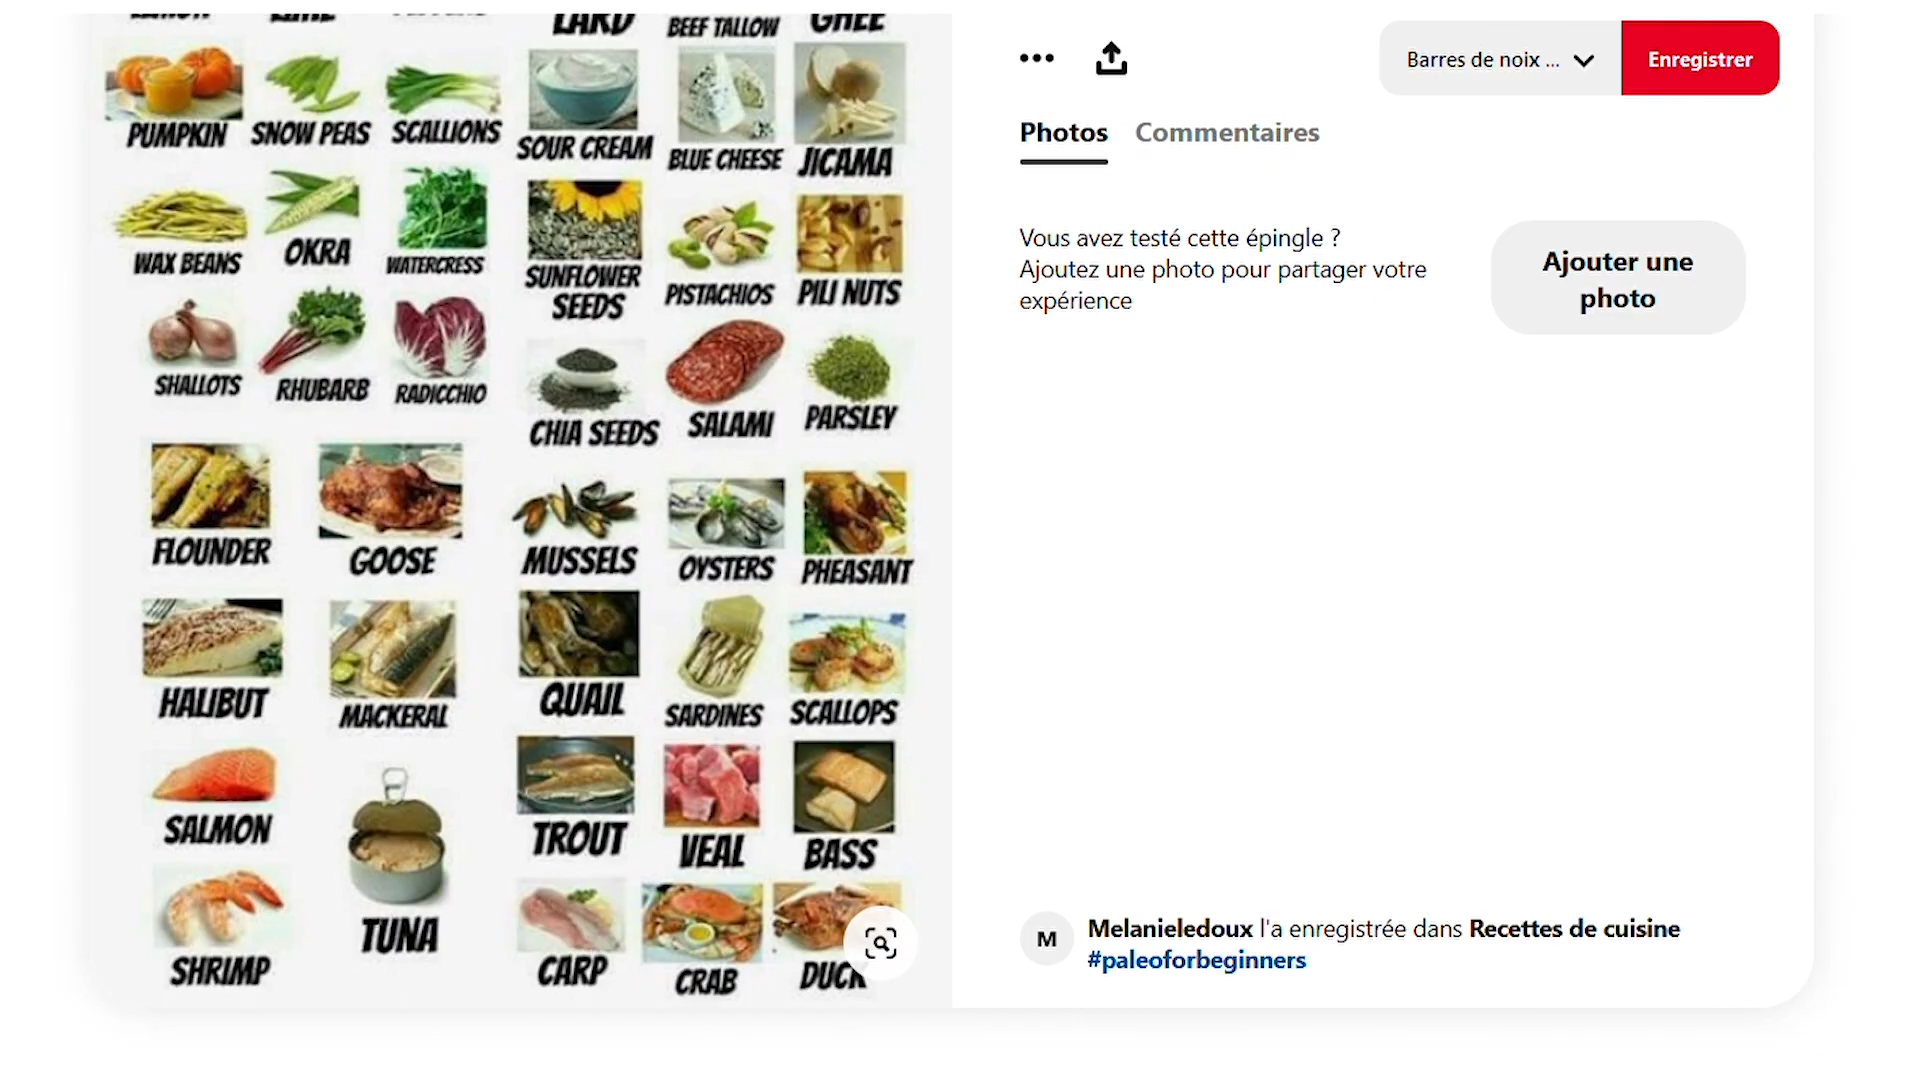 LARD
BEEF TALLOW
GHEE
PUMPKIN
SNOW PEAS
SCALLIONS
SOUR CREAM
BLUE CHEESE
JICAMA
WAX BEANS
OKRA
WATERCRESS
SUNFLOWER
SEEDS
PISTACHIOS
PILI NUTS
SHALLOTS
RHUBARB
RADICCHIO
CHIA SEEDS
SALAMI
PARSLEY
FLOUNDER
GOOSE
MUSSELS
OYSTERS
PHEASANT
HALIBUT
MACKERAL
QUAIL
SARDINES
SCALLOPS
SALMON
TUNA
TROUT
VEAL
BASS
SHRIMP
CARP
CRAB
DUCK
Barres de noix ...
Enregistrer
Photos
Commentaires
Vous avez testé cette épingle ?
Ajoutez une photo pour partager votre
expérience
Ajouter une
photo
M
Melanieledoux l'a enregistrée dans Recettes de cuisine
#paleoforbeginners